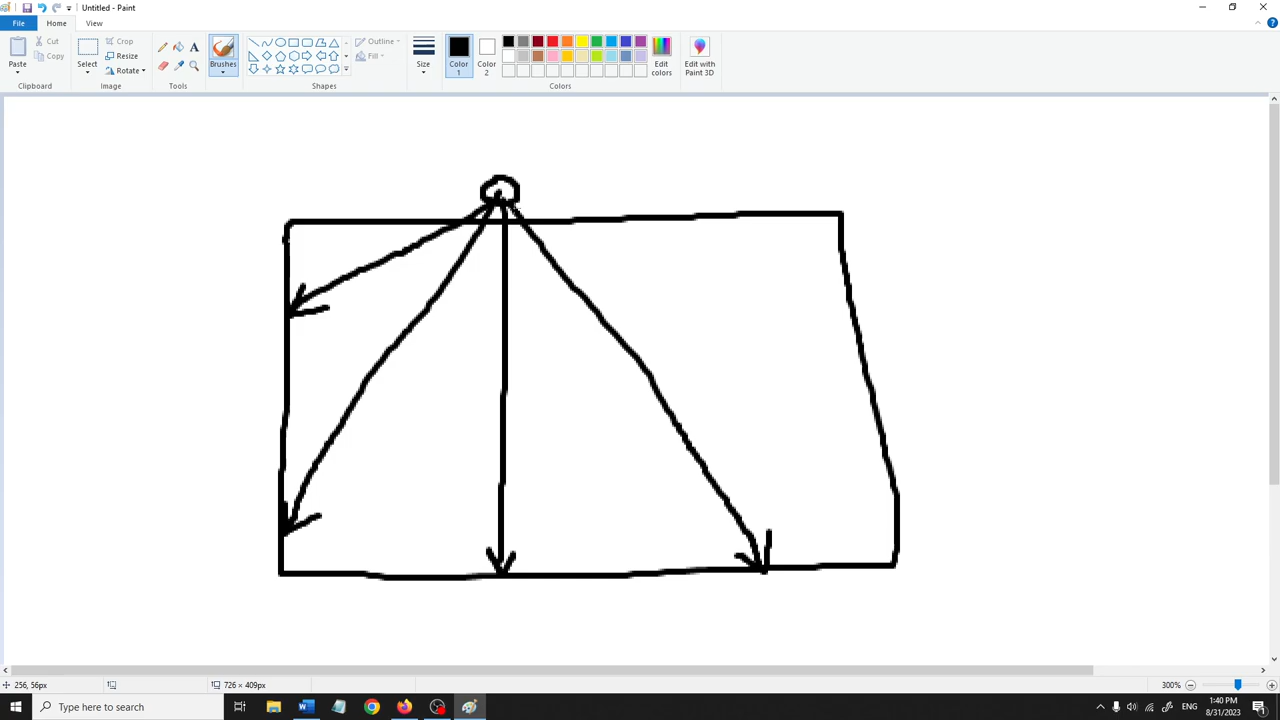 Untitled - Paint
File
Home
View
Paste
Cut
Copy
Clipboard
Select
Crop
Resize
Rotate
Image
A
Tools
Brushes
Outline
Fill
Shapes
Size
Color 1
Color 2
Edit colors
Colors
Edit with Paint 3D
256, 56px
726 × 409px
300%
Type here to search
ENG
1:40 PM
8/31/2023